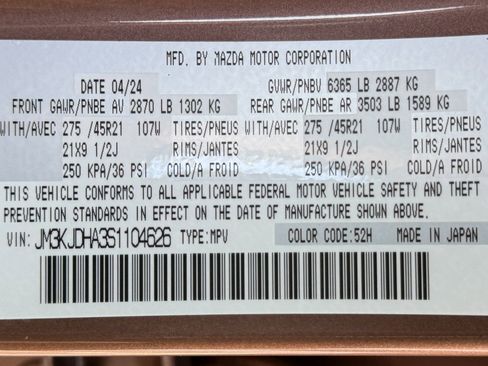 MFD. BY MAZDA MOTOR CORPORATION
DATE 04/24 GVWR/PNBV 6365 LB 2887 KG
FRONT GAWR/PNBE AV 2870 LB 1302 KG REAR GAWR/PNBE AR 3503 LB 1589 KG
WITH/AVEC 275 /45R21 107W TIRES/PNEUS WITH/AVEC 275 /45R21 107W TIRES/PNEUS
21X9 1/2J RIMS/JANTES 21X9 1/2J RIMS/JANTES
250 KPA/36 PSI COLD/A FROID 250 KPA/36 PSI COLD/A FROID
THIS VEHICLE CONFORMS TO ALL APPLICABLE FEDERAL MOTOR VEHICLE SAFETY AND THEFT
PREVENTION STANDARDS IN EFFECT ON THE DATE OF MANUFACTURE SHOWN ABOVE.
VIN: JM3KJDHA3S1104626 TYPE:MPV COLOR CODE:52H MADE IN JAPAN